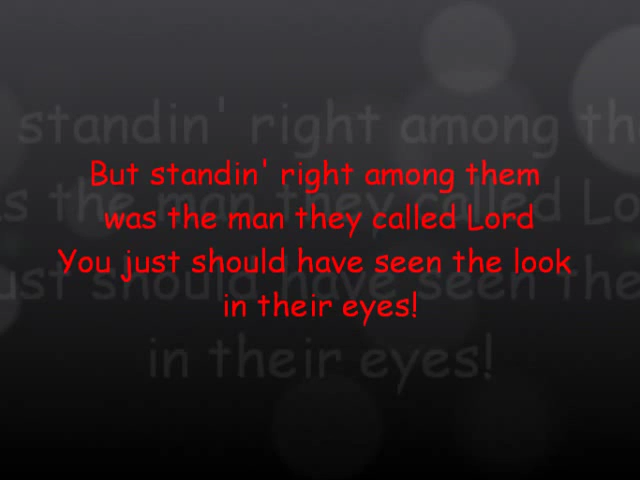 But standin' right among them
was the man they called Lord
You just should have seen the look
in their eyes!